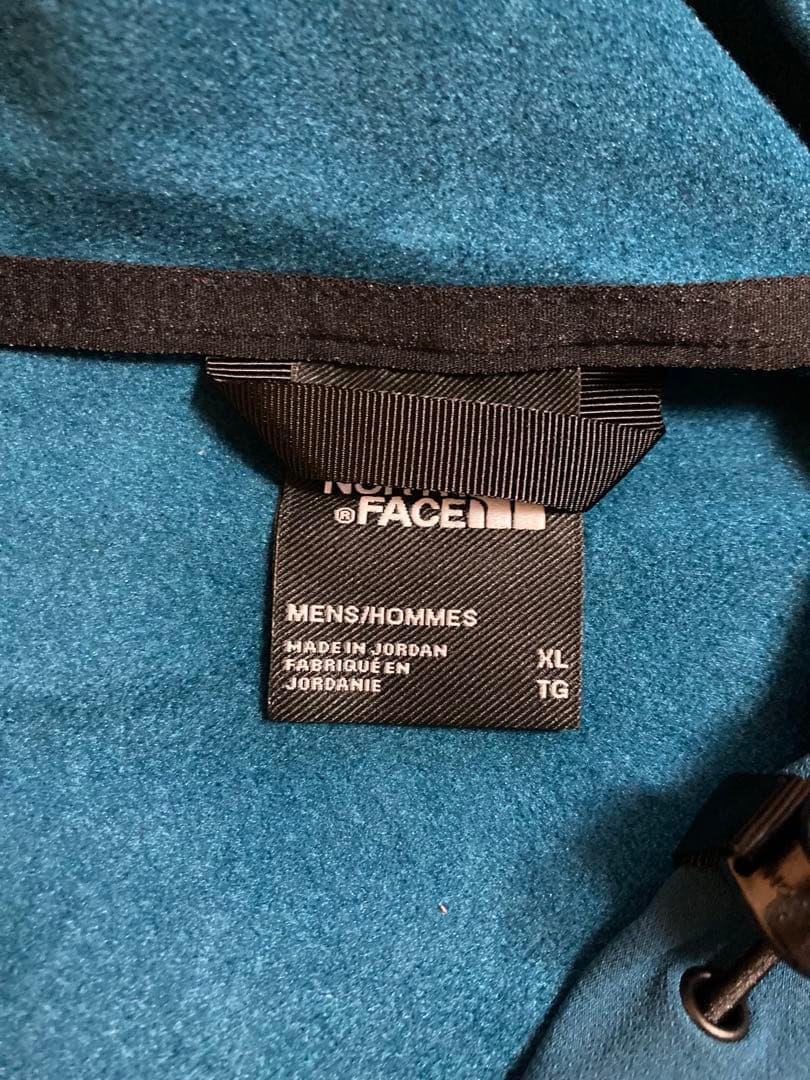 ®FACE
MENS/HOMMES
MADE IN JORDAN
FABRIQUÉ EN
JORDANIE
XL
TG